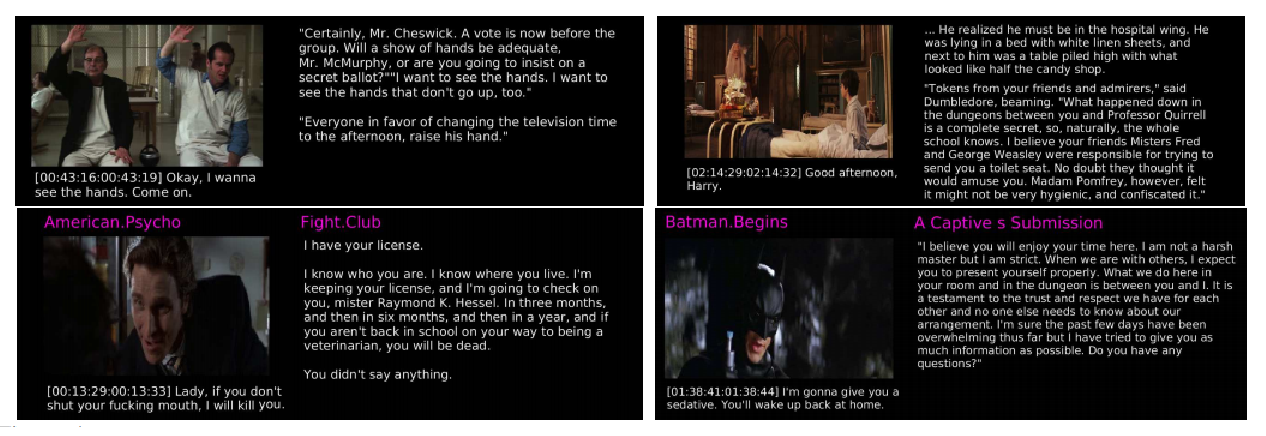 "Certainly, Mr. Cheswick. A vote is now before the
group. Will a show of hands be adequate,
Mr. McMurphy, or are you going to insist on a
secret ballot?""I want to see the hands. I want to
see the hands that don't go up, too."
"Everyone in favor of changing the television time
to the afternoon, raise his hand."
[00:43:16:00:43:19] Okay, I wanna
see the hands. Come on.
... He realized he must be in the hospital wing. He
was lying in a bed with white linen sheets, and
next to him was a table piled high with what
looked like half the candy shop.
"Tokens from your friends and admirers," said
Dumbledore, beaming. "What happened down in
the dungeons between you and Professor Quirrell
is a complete secret, so, naturally, the whole
school knows. I believe your friends Misters Fred
and George Weasley were responsible for trying to
send you a toilet seat. No doubt they thought it
would amuse you. Madam Pomfrey, however, felt
it might not be very hygienic, and confiscated it."
[02:14:29:02:14:32] Good afternoon,
Harry.
American.Psycho
Fight.Club
I have your license.
I know who you are. I know where you live. I'm
keeping your license, and I'm going to check on
you, mister Raymond K. Hessel. In three months,
and then in six months, and then in a year, and if
you aren't back in school on your way to being a
veterinarian, you will be dead.
You didn't say anything.
[00:13:29:00:13:33] Lady, if you don't
shut your fucking mouth, I will kill you.
Batman.Begins
A Captive s Submission
"I believe you will enjoy your time here. I am not a harsh
master but I am strict. When we are with others, I expect
you to present yourself properly. What we do here in
your room and in the dungeon is between you and I. It is
a testament to the trust and respect we have for each
other and no one else needs to know about our
arrangement. I'm sure the past few days have been
overwhelming thus far but I have tried to give you as
much information as possible. Do you have any
questions?"
[01:38:41:01:38:44] I'm gonna give you a
sedative. You'll wake up back at home.